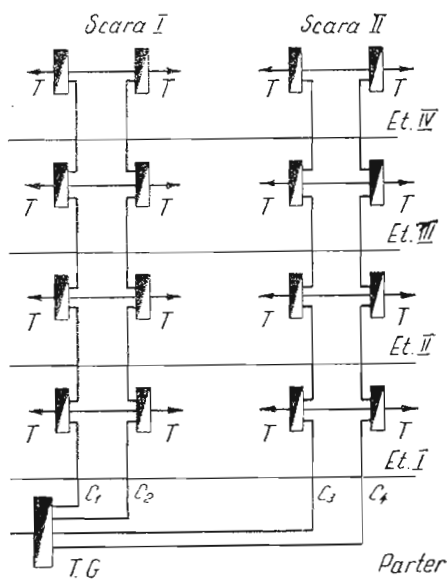 Scara I Scara II
T T T T
Et. IV
T T T T
Et. III
T T T T
Et. II
T T T T
Et. I
C1 C2 C3 C4
T.G Parter